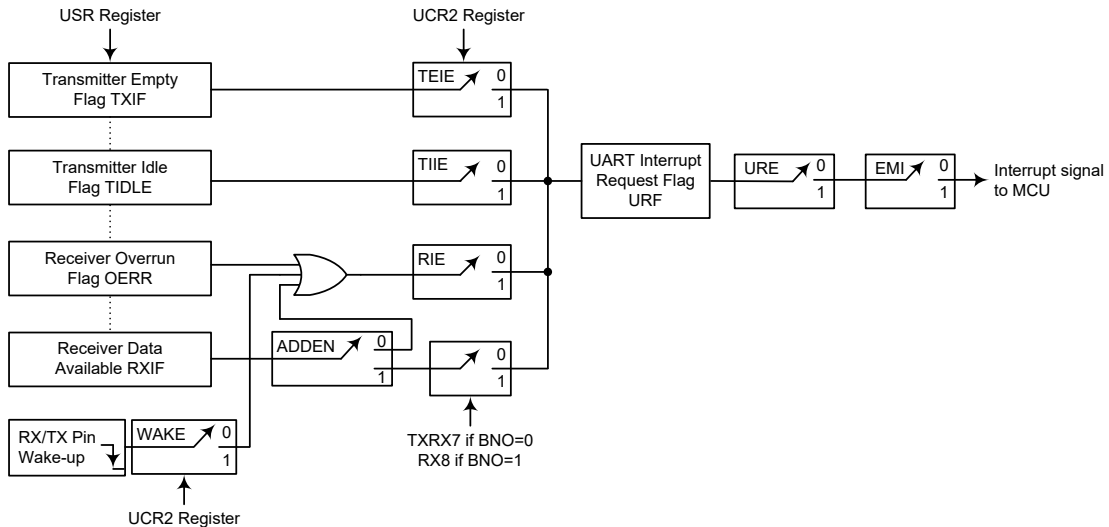 USR Register
UCR2 Register
Transmitter Empty
Flag TXIF
TEIE
0
1
Transmitter Idle
Flag TIDLE
TIIE
0
1
UART Interrupt
Request Flag
URF
URE
0
1
EMI
0
1
Interrupt signal
to MCU
Receiver Overrun
Flag OERR
RIE
0
1
Receiver Data
Available RXIF
ADDEN
0
1
0
1
TXRX7 if BNO=0
RX8 if BNO=1
RX/TX Pin
Wake-up
WAKE
0
1
UCR2 Register